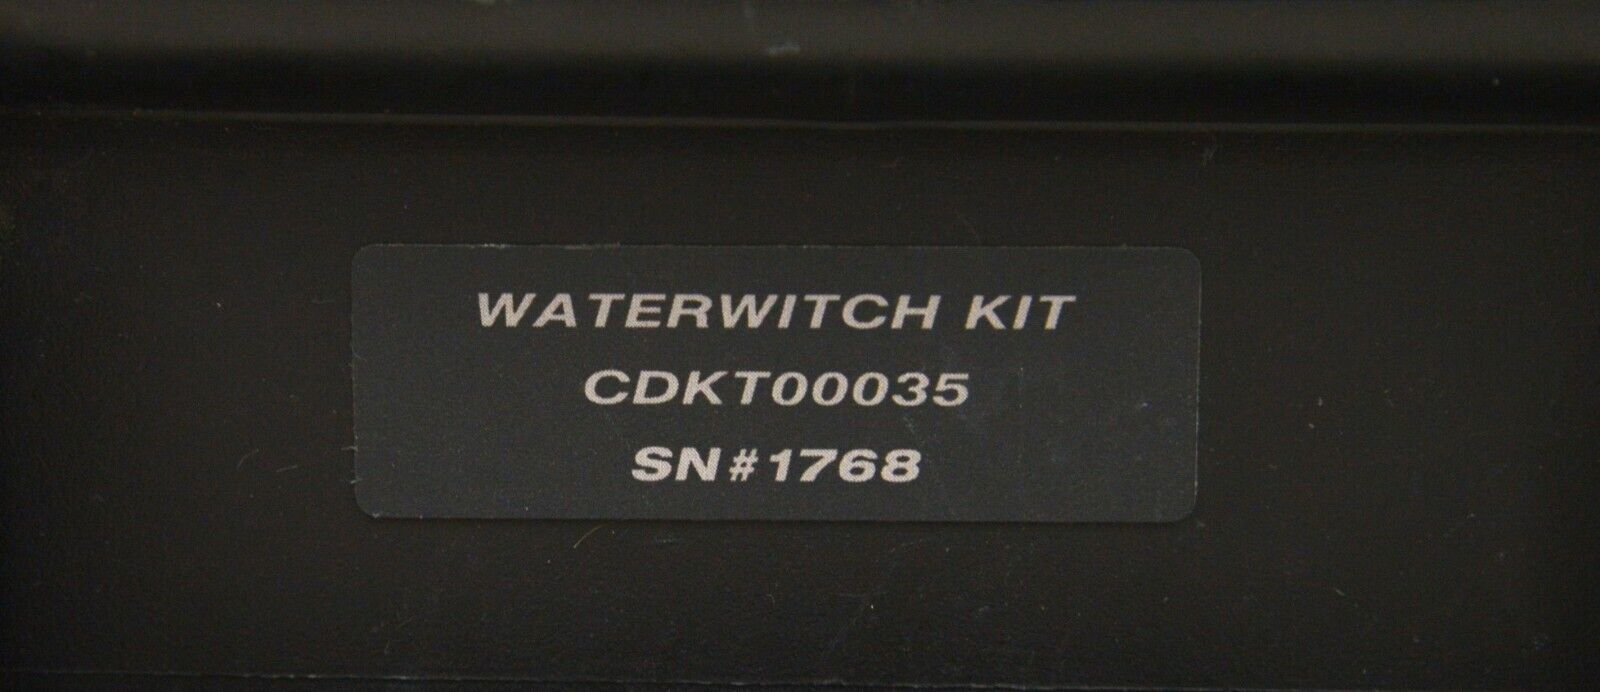 WATERWITCH KIT
CDKT00035
SN#1768